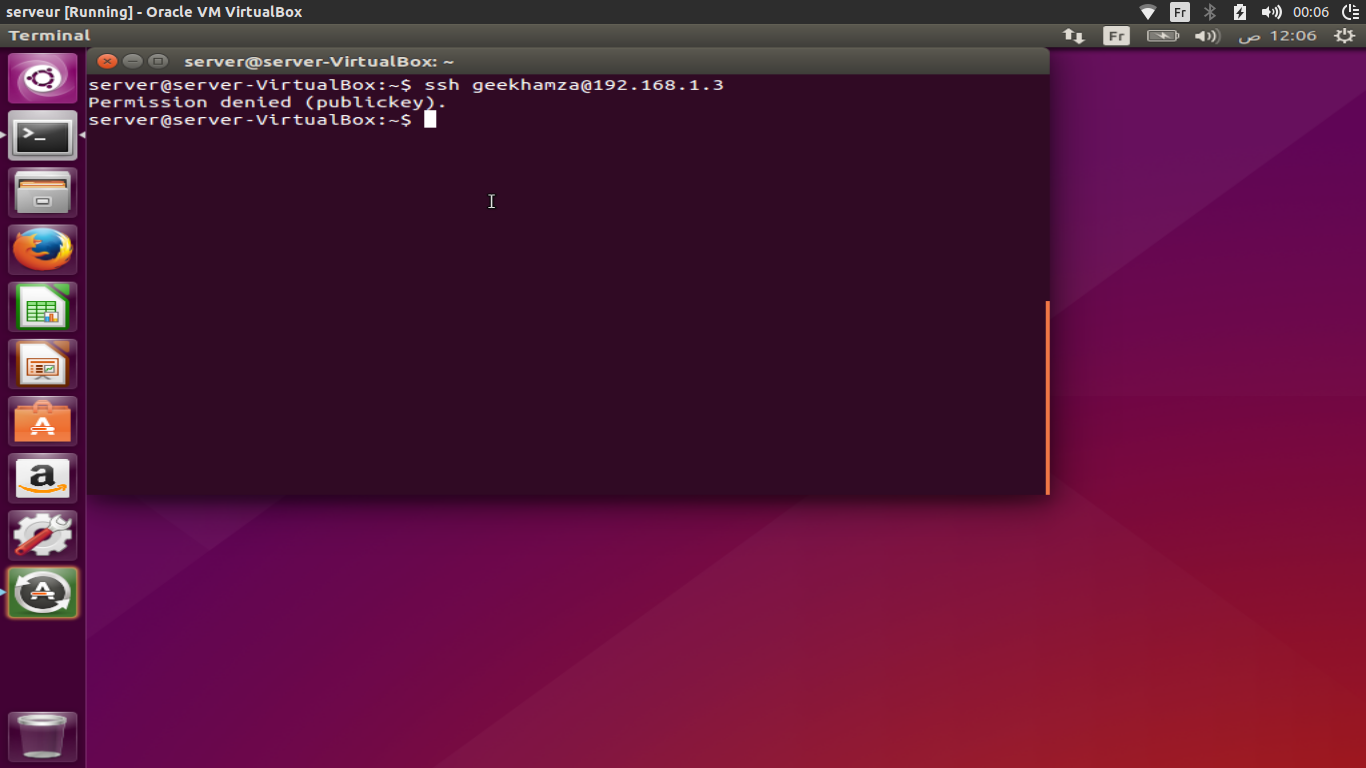 serveur [Running] - Oracle VM VirtualBox
Fr
00:06
Terminal
Fr
ص 12:06
server@server-VirtualBox: ~
server@server-VirtualBox:~$ ssh geekhamza@192.168.1.3
Permission denied (publickey).
server@server-VirtualBox:~$
>_
a